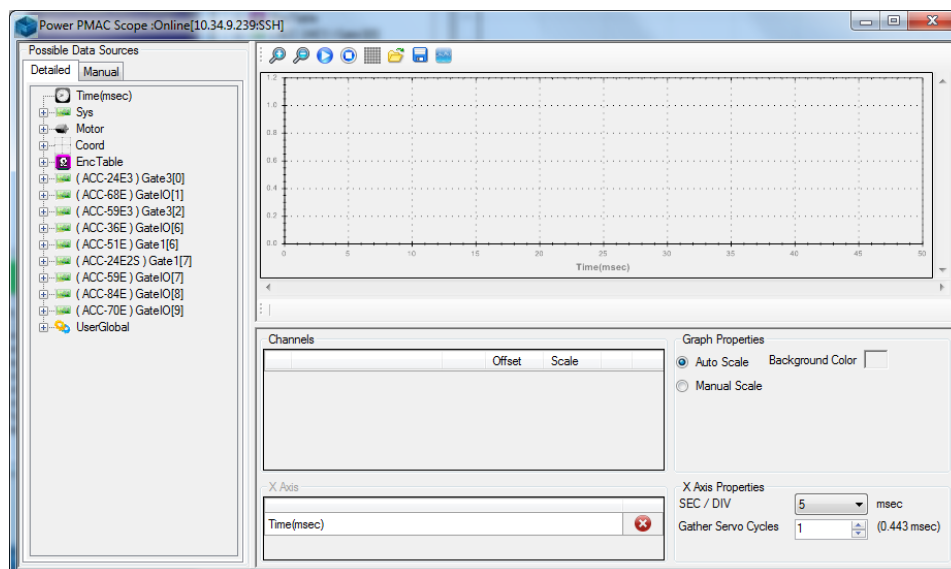 Power PMAC Scope :Online[10.34.9.239:SSH]
Possible Data Sources
Detailed Manual
Time(msec)
Sys
Motor
Coord
EncTable
( ACC-24E3 ) Gate3[0]
( ACC-68E ) GateIO[1]
( ACC-59E3 ) Gate3[2]
( ACC-36E ) GateIO[6]
( ACC-51E ) Gate1[6]
( ACC-24E2S ) Gate1[7]
( ACC-59E ) GateIO[7]
( ACC-84E ) GateIO[8]
( ACC-70E ) GateIO[9]
UserGlobal
1.2
1.0
0.8
0.6
0.4
0.2
0.0
0 5 10 15 20 25 30 35 40 45 50
Time(msec)
Channels
Offset Scale
Graph Properties
Auto Scale Background Color
Manual Scale
X Axis
Time(msec)
X Axis Properties
SEC / DIV 5 msec
Gather Servo Cycles 1 (0.443 msec)